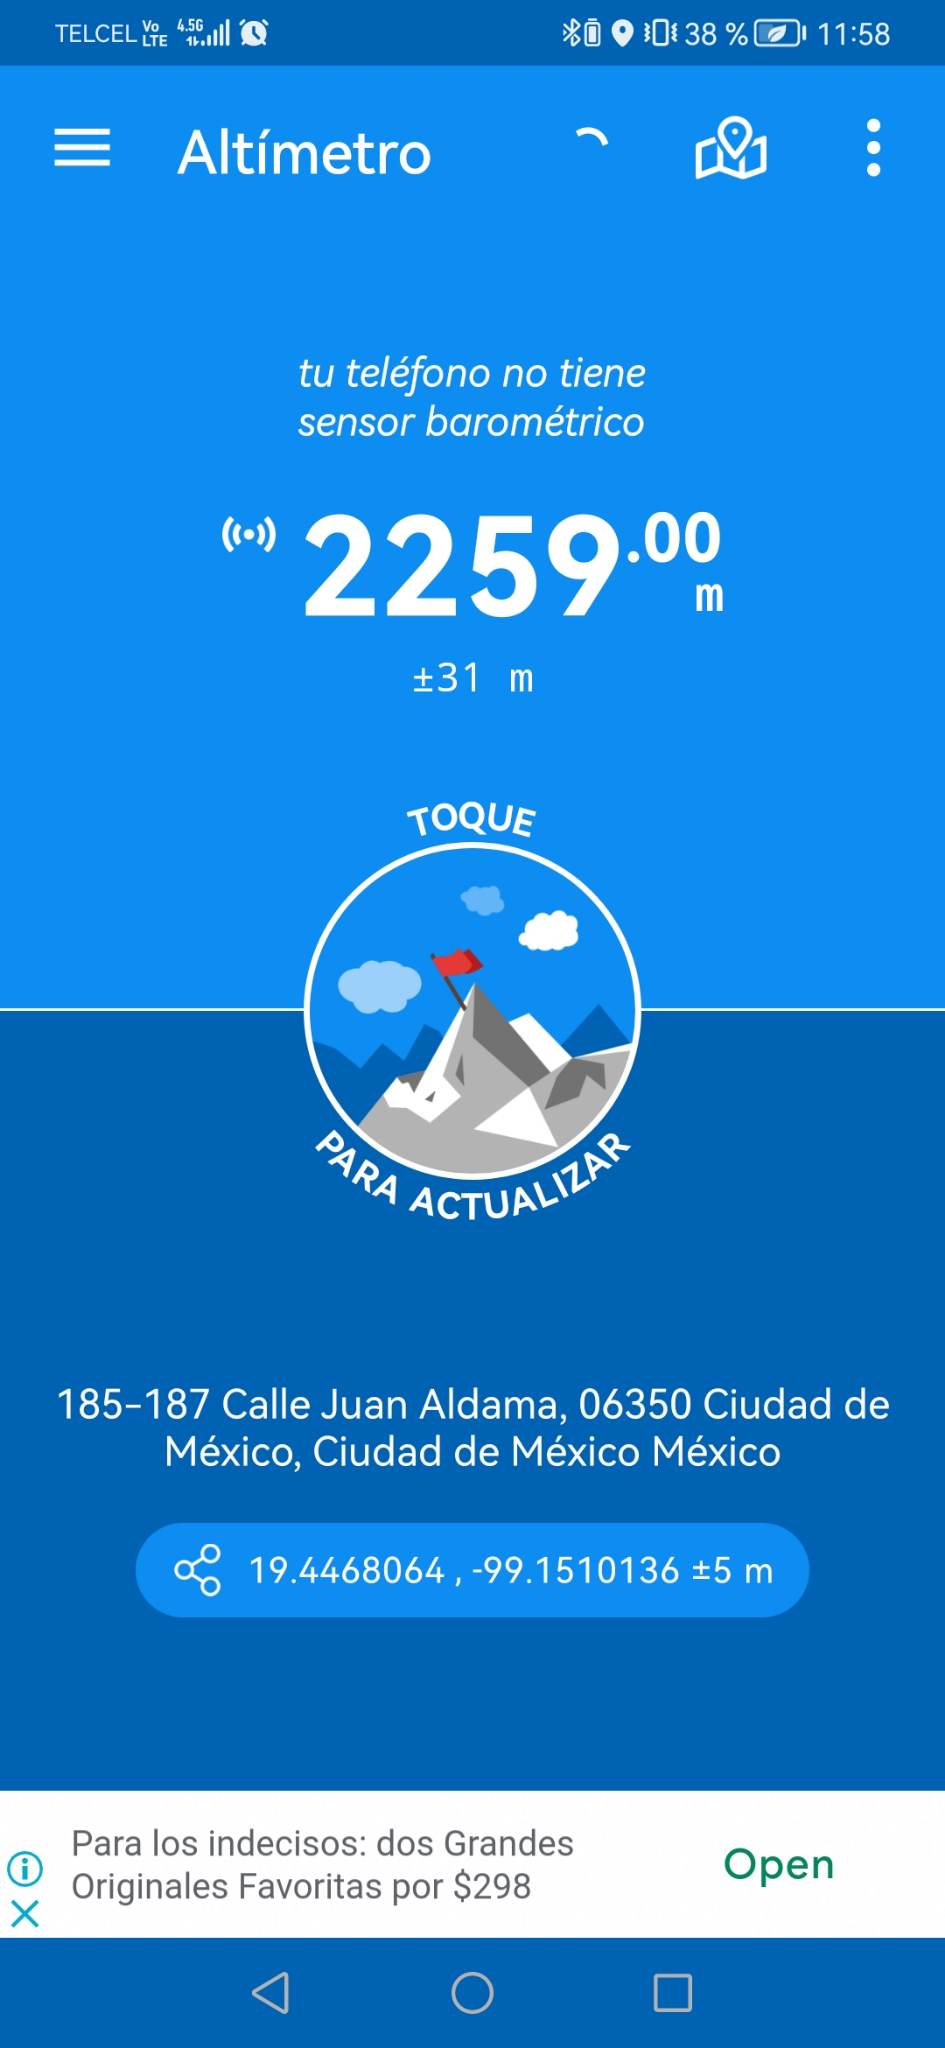 TELCEL Vo LTE 4.5G 38 % 11:58
Altímetro
tu teléfono no tiene
sensor barométrico
2259.00 m
±31 m
TOQUE
PARA ACTUALIZAR
185-187 Calle Juan Aldama, 06350 Ciudad de
México, Ciudad de México México
19.4468064 , -99.1510136 ±5 m
Para los indecisos: dos Grandes
Originales Favoritas por $298
Open